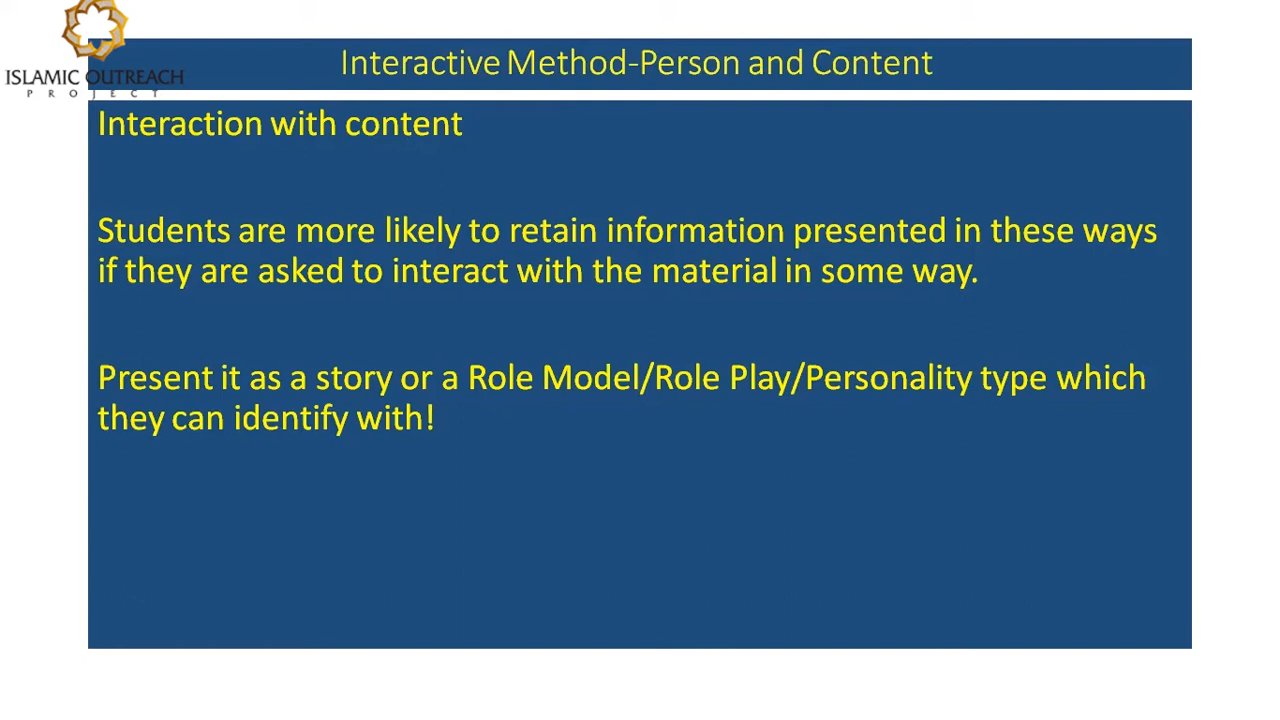 ISLAMIC OUTREACH
PROJECT
Interactive Method-Person and Content
Interaction with content
Students are more likely to retain information presented in these ways
if they are asked to interact with the material in some way.
Present it as a story or a Role Model/Role Play/Personality type which
they can identify with!